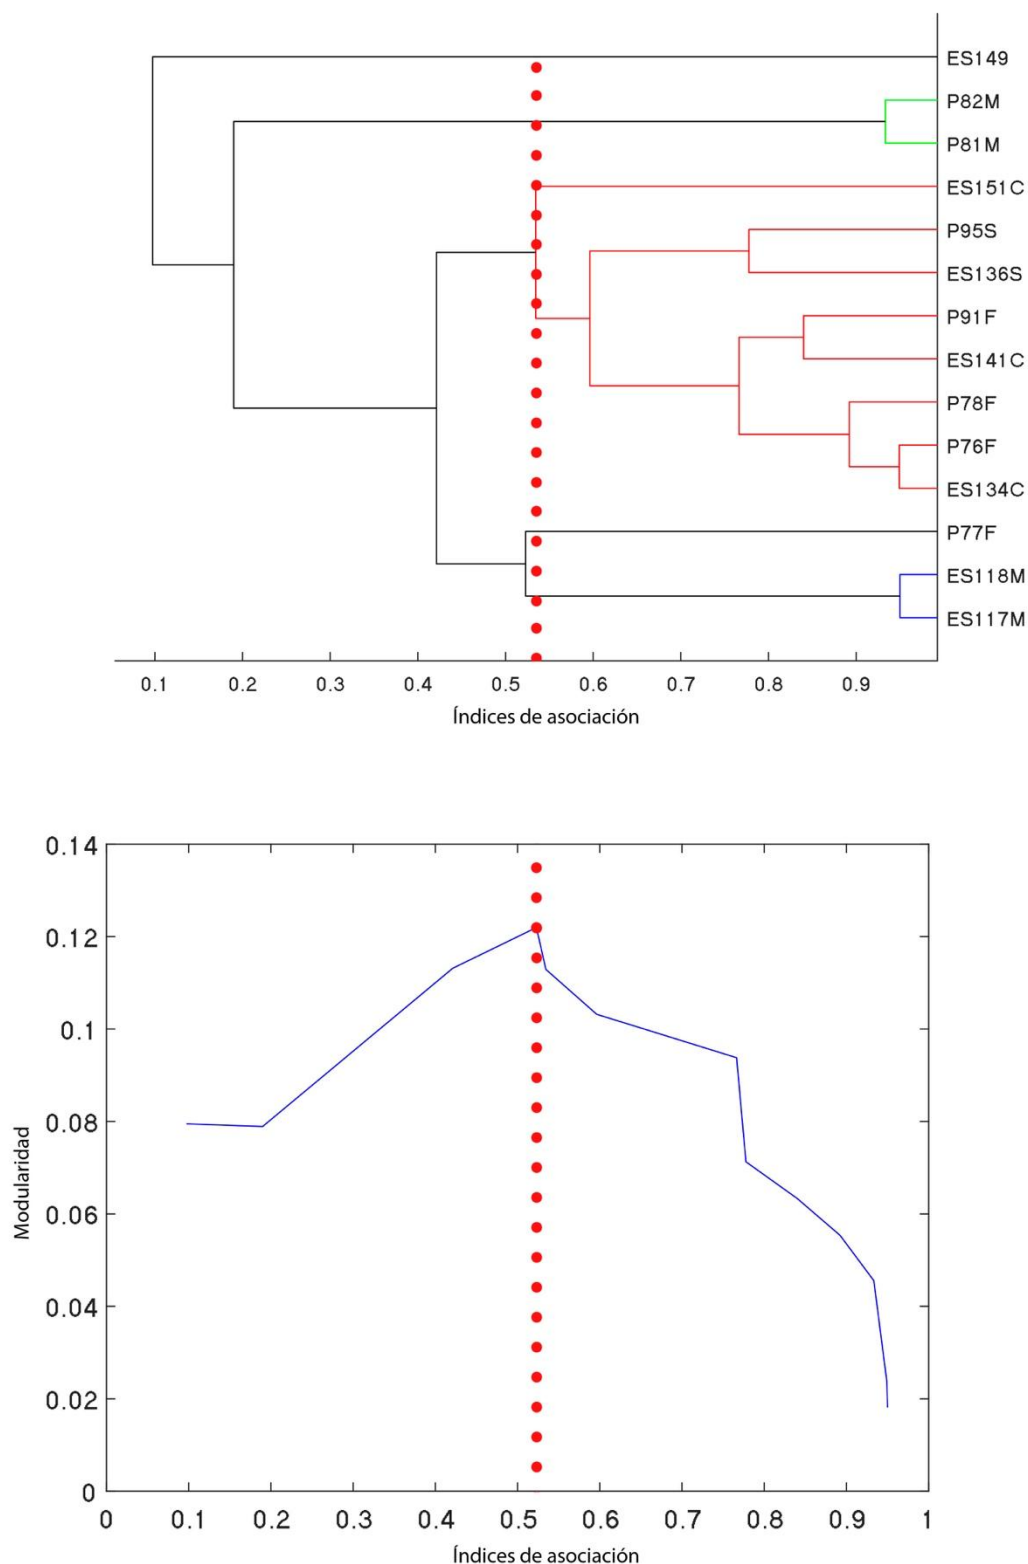 ES149
P82M
P81M
ES151C
P95S
ES136S
P91F
ES141C
P78F
P76F
ES134C
P77F
ES118M
ES117M
0.1 0.2 0.3 0.4 0.5 0.6 0.7 0.8 0.9
Índices de asociación
0.14
0.12
0.1
0.08
0.06
0.04
0.02
0
Modularidad
0 0.1 0.2 0.3 0.4 0.5 0.6 0.7 0.8 0.9 1
Índices de asociación